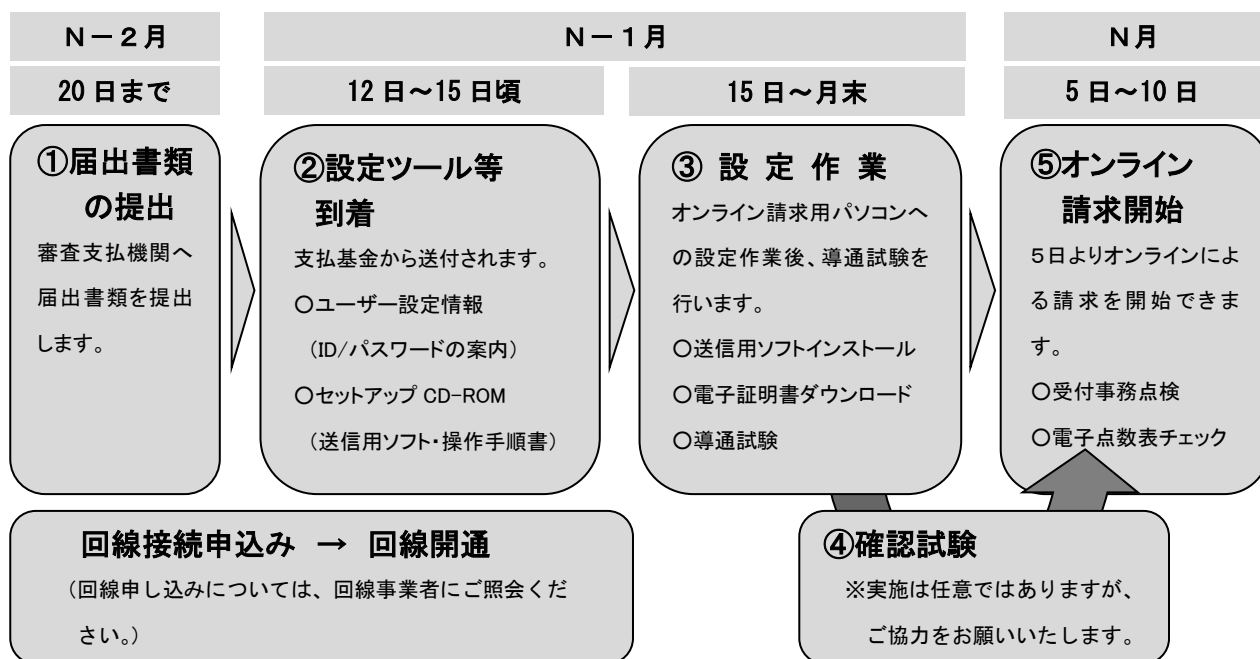 N－２月
N－１月
N月
20日まで
12日～15日頃
15日～月末
5日～10日
①届出書類
の提出
審査支払機関へ
届出書類を提出
します。
②設定ツール等
到着
支払基金から送付されます。
○ユーザー設定情報
（ID/パスワードの案内）
○セットアップ CD-ROM
（送信用ソフト・操作手順書）
③ 設 定 作 業
オンライン請求用パソコンへ
の設定作業後、導通試験を
行います。
○送信用ソフトインストール
○電子証明書ダウンロード
○導通試験
⑤オンライン
請求開始
５日よりオンラインによ
る請求を開始できま
す。
○受付事務点検
○電子点数表チェック
回線接続申込み → 回線開通
（回線申し込みについては、回線事業者にご照会くだ
さい。）
④確認試験
※実施は任意ではありますが、
ご協力をお願いいたします。